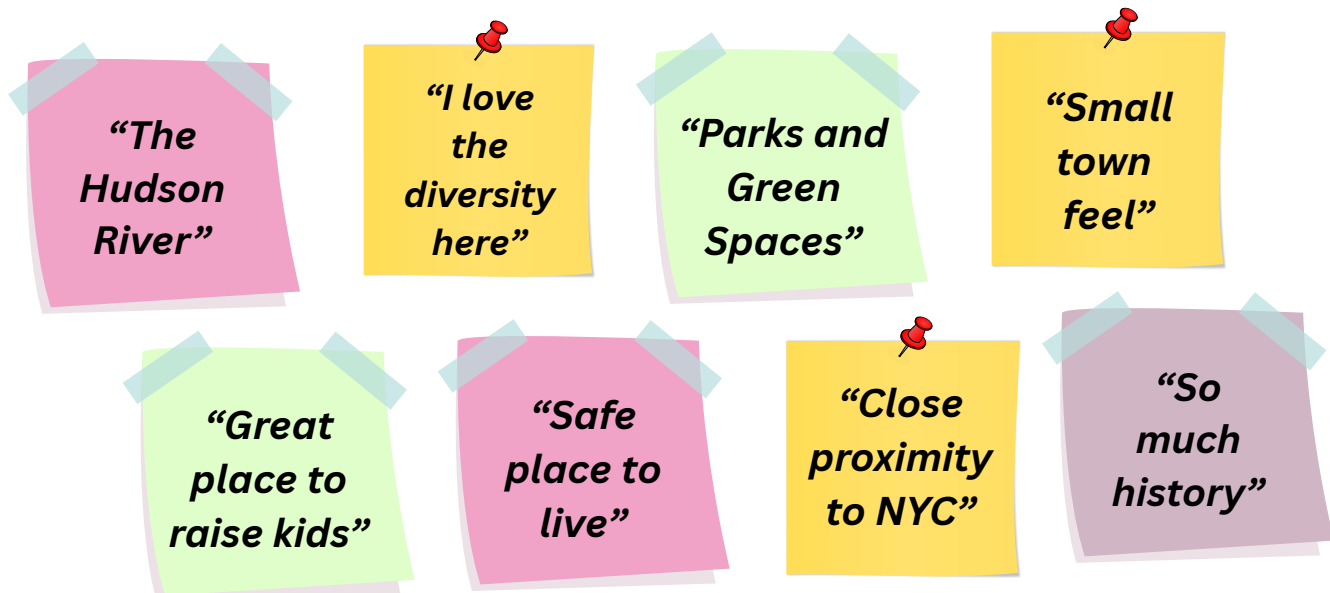 “The
Hudson
River”
“I love
the
diversity
here”
“Parks and
Green
Spaces”
“Small
town
feel”
“Great
place to
raise kids”
“Safe
place to
live”
“Close
proximity
to NYC”
“So
much
history”